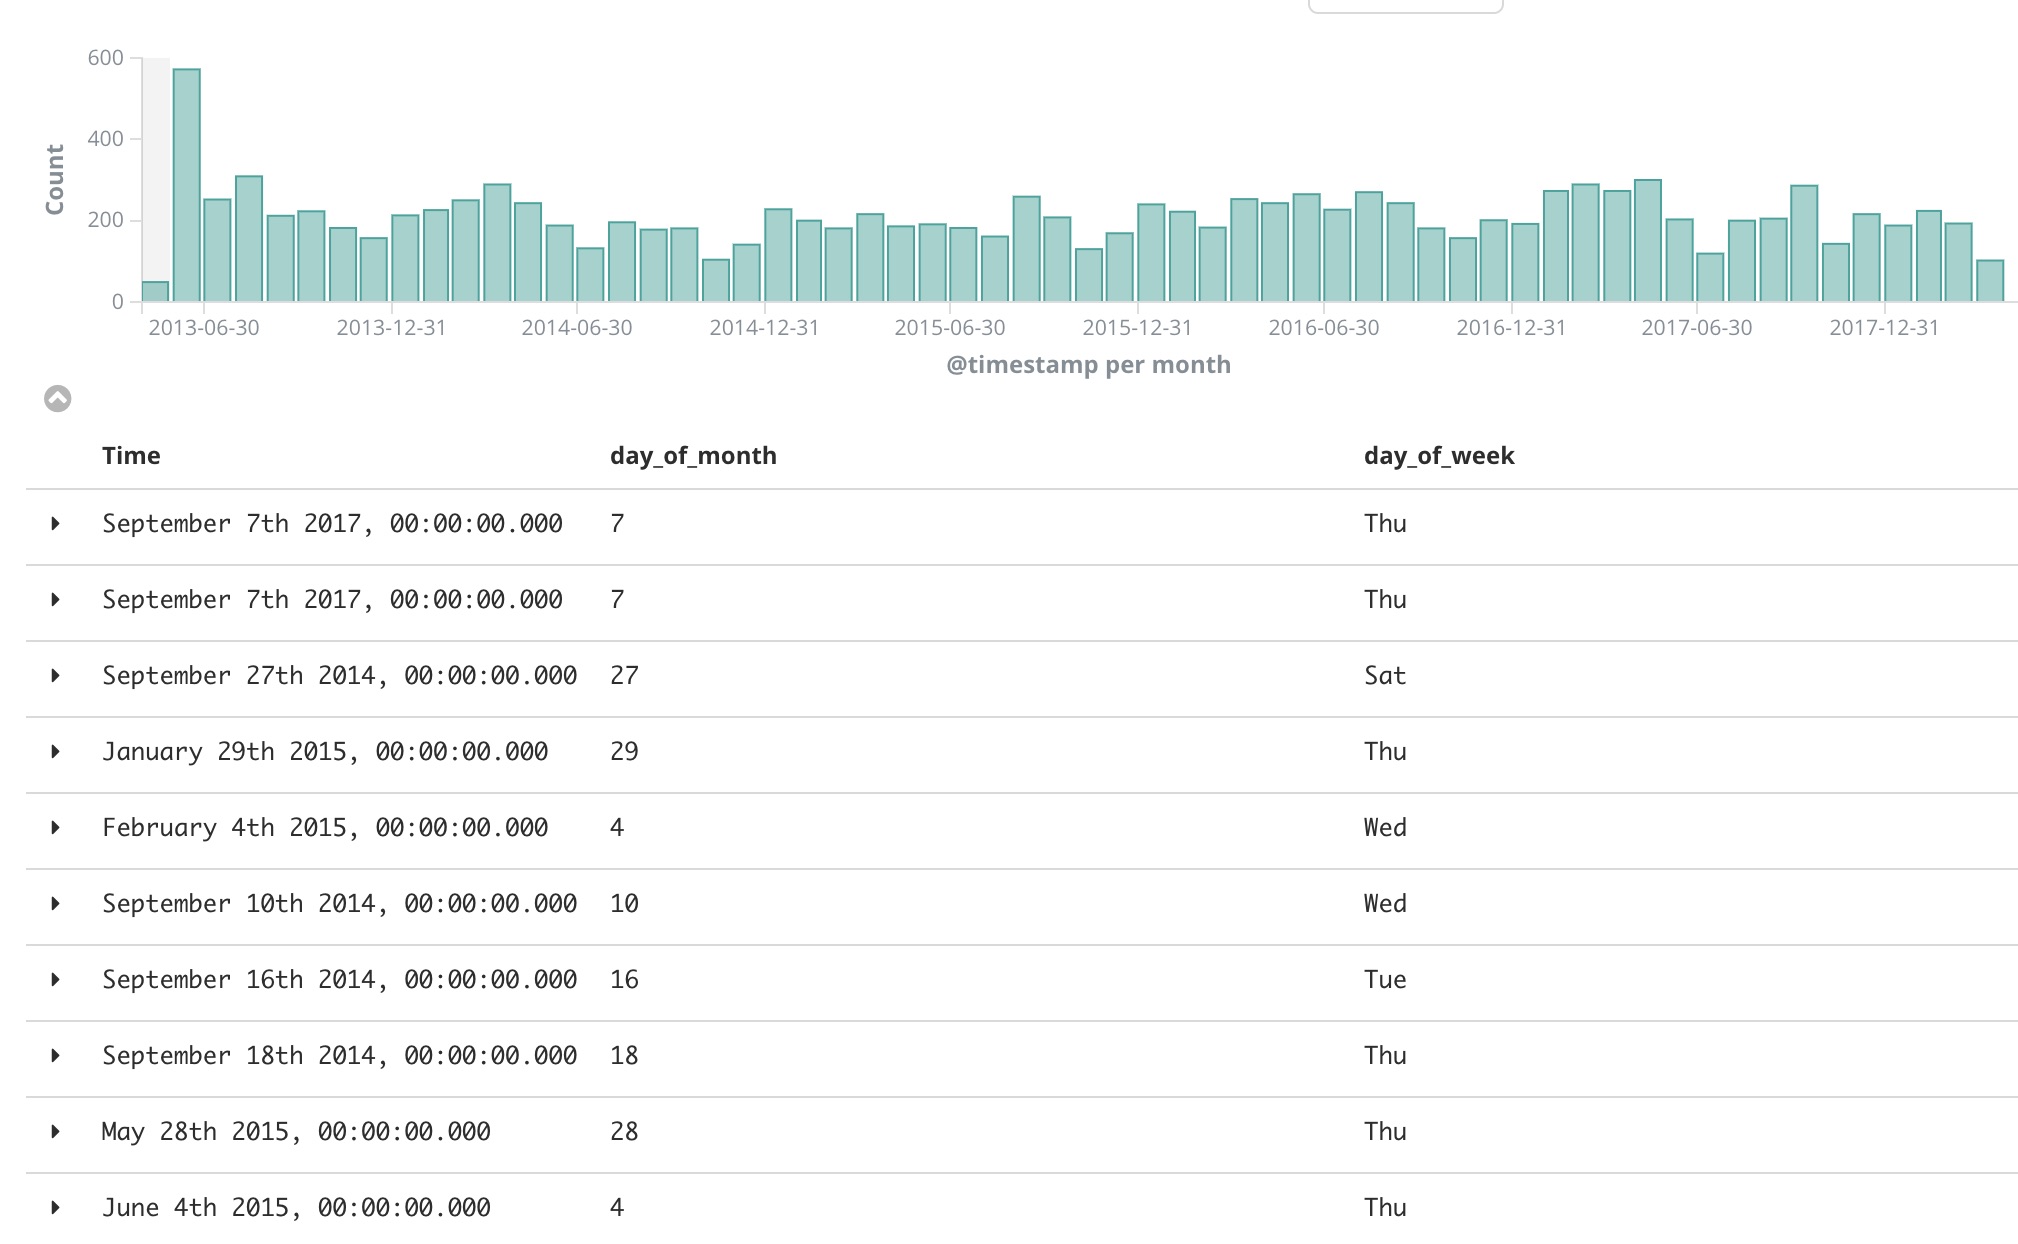 600
400
200
0
Count
2013-06-30 2013-12-31 2014-06-30 2014-12-31 2015-06-30 2015-12-31 2016-06-30 2016-12-31 2017-06-30 2017-12-31
@timestamp per month
Time day_of_month day_of_week
September 7th 2017, 00:00:00.000 7 Thu
September 7th 2017, 00:00:00.000 7 Thu
September 27th 2014, 00:00:00.000 27 Sat
January 29th 2015, 00:00:00.000 29 Thu
February 4th 2015, 00:00:00.000 4 Wed
September 10th 2014, 00:00:00.000 10 Wed
September 16th 2014, 00:00:00.000 16 Tue
September 18th 2014, 00:00:00.000 18 Thu
May 28th 2015, 00:00:00.000 28 Thu
June 4th 2015, 00:00:00.000 4 Thu